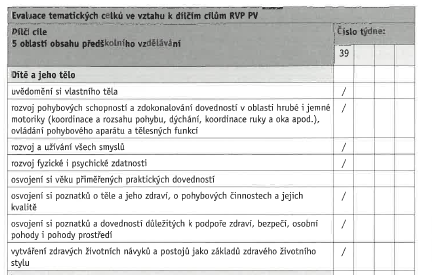 Evaluace tematických celků ve vztahu k dílčím cílům RVP PV
Dílčí cíle
5 oblastí obsahu předškolního vzdělávání
Číslo týdne:
39
Dítě a jeho tělo
uvědomění si vlastního těla /
rozvoj pohybových schopností a zdokonalování dovedností v oblasti hrubé i jemné /
motoriky (koordinace a rozsahu pohybu, dýchání, koordinace ruky a oka apod.),
ovládání pohybového aparátu a tělesných funkcí
rozvoj a užívání všech smyslů /
rozvoj fyzické i psychické zdatnosti /
osvojení si věku přiměřených praktických dovedností
osvojení si poznatků o těle a jeho zdraví, o pohybových činnostech a jejich /
kvalitě
osvojení si poznatků a dovedností důležitých k podpoře zdraví, bezpečí, osobní /
pohody i pohody prostředí
vytváření zdravých životních návyků a postojů jako základů zdravého životního /
stylu